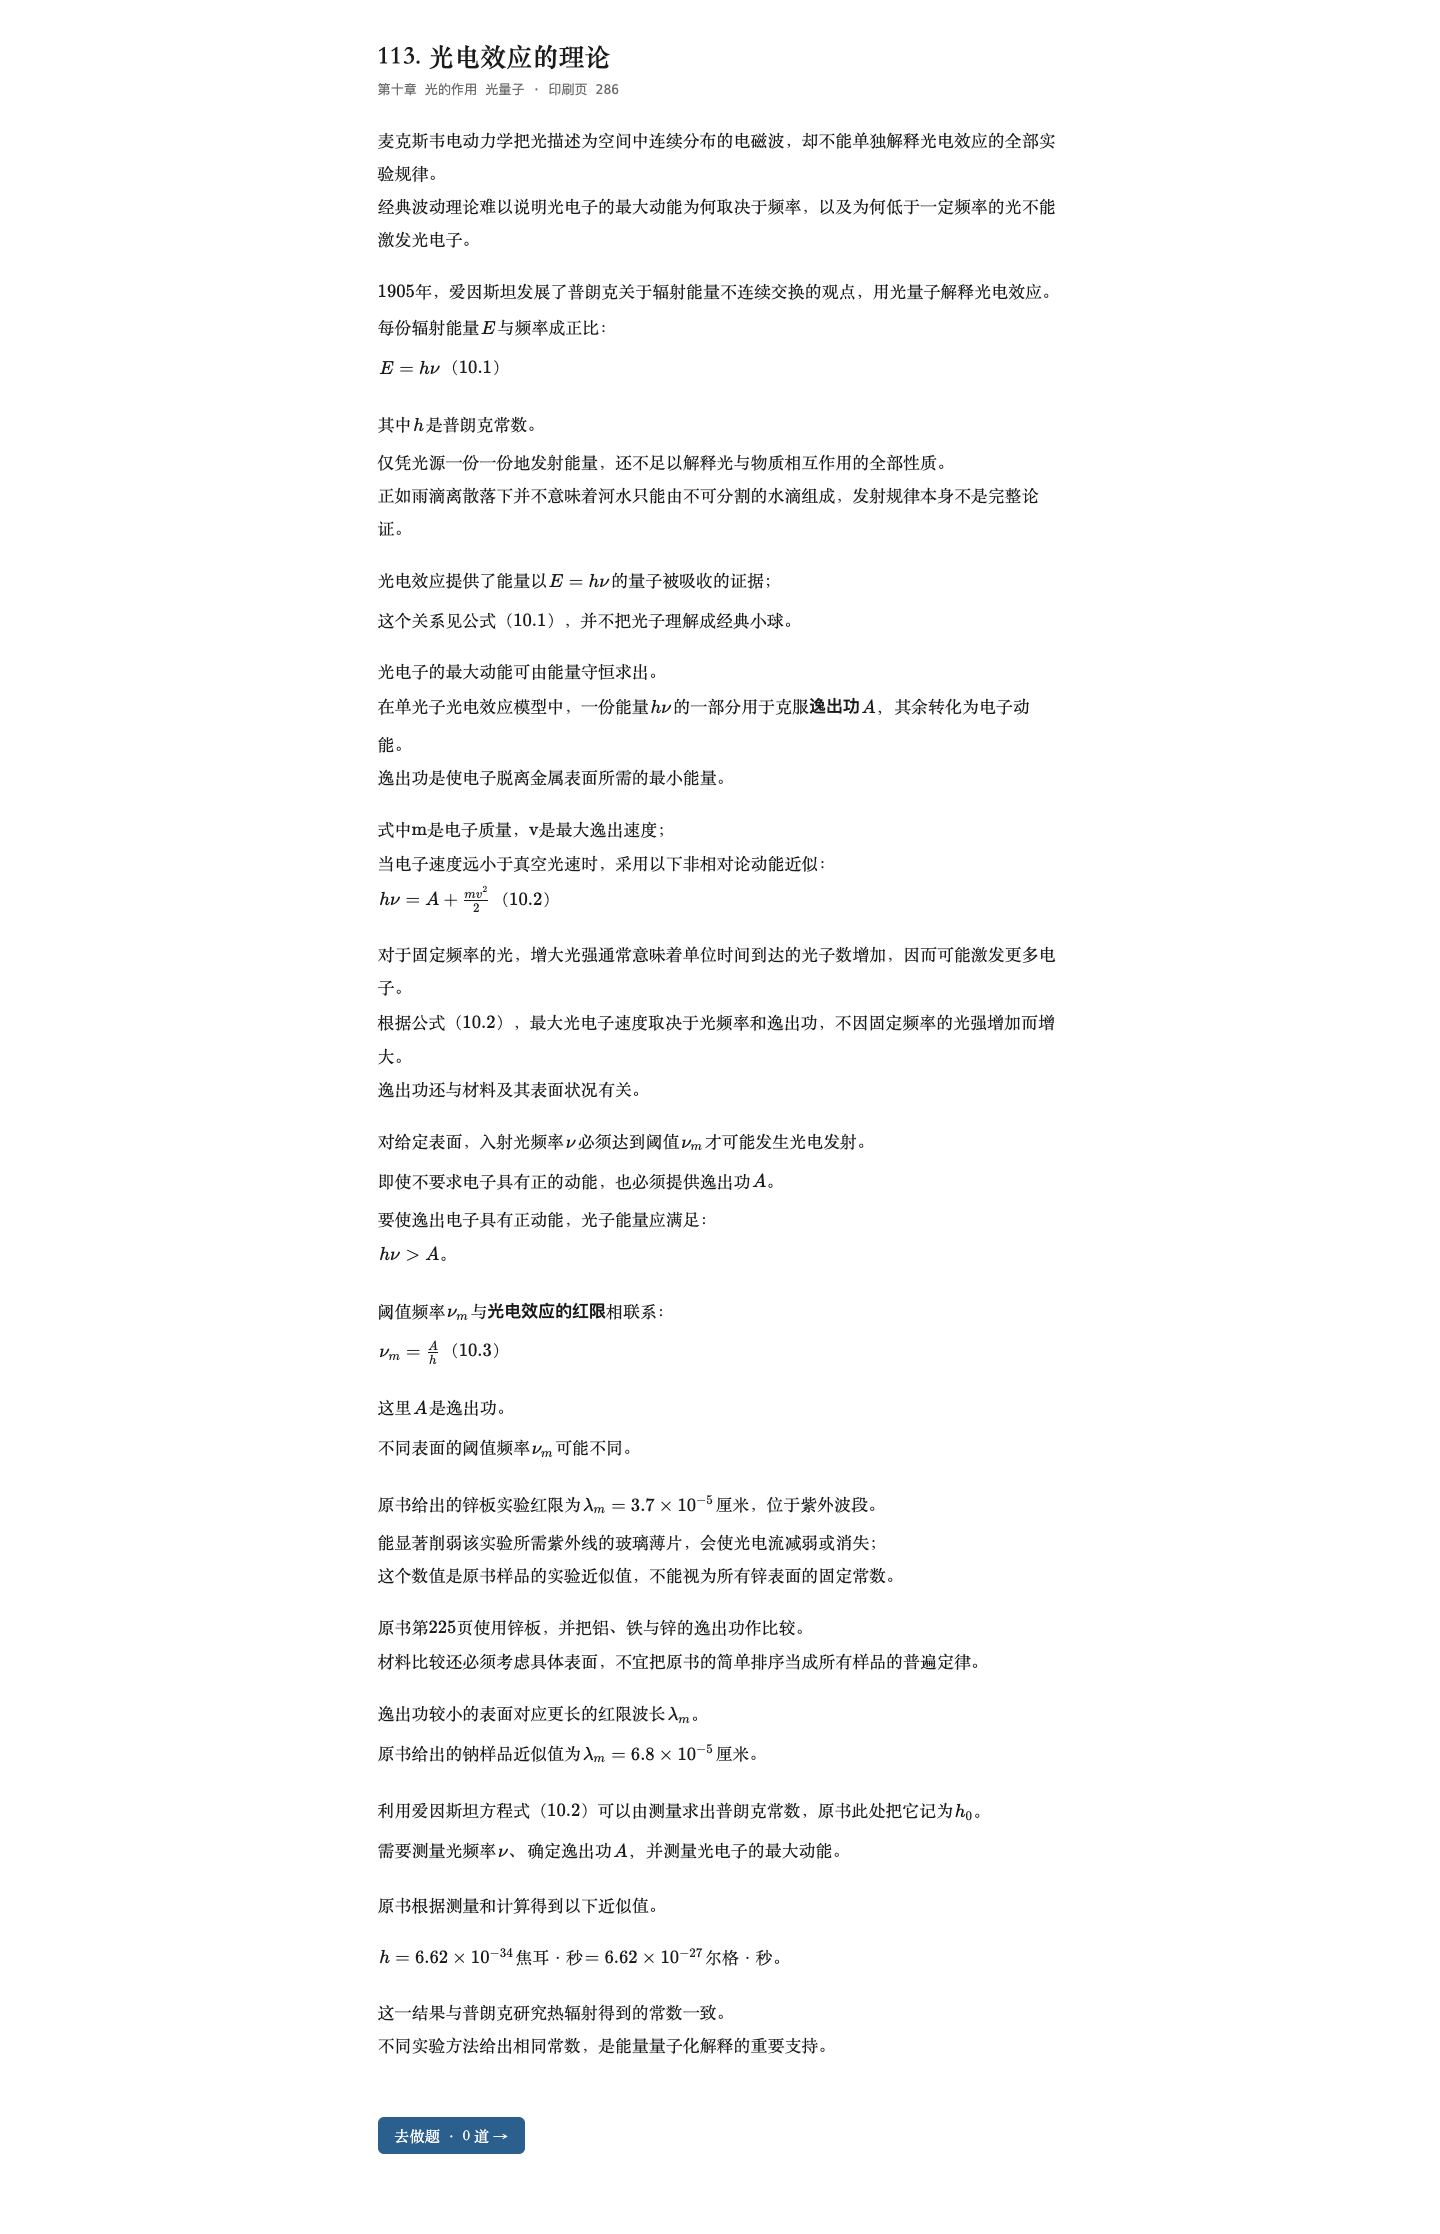 113. 光电效应的理论
第十章 光的作用 光量子 · 印刷页 286
麦克斯韦电动力学把光描述为空间中连续分布的电磁波，却不能单独解释光电效应的全部实
验规律。
经典波动理论难以说明光电子的最大动能为何取决于频率，以及为何低于一定频率的光不能
激发光电子。
1905年，爱因斯坦发展了普朗克关于辐射能量不连续交换的观点，用光量子解释光电效应。
每份辐射能量E与频率成正比：
E = hν（10.1）
其中h是普朗克常数。
仅凭光源一份一份地发射能量，还不足以解释光与物质相互作用的全部性质。
正如雨滴离散落下并不意味着河水只能由不可分割的水滴组成，发射规律本身不是完整论
证。
光电效应提供了能量以E = hν的量子被吸收的证据；
这个关系见公式（10.1），并不把光子理解成经典小球。
光电子的最大动能可由能量守恒求出。
在单光子光电效应模型中，一份能量hν的一部分用于克服逸出功A，其余转化为电子动
能。
逸出功是使电子脱离金属表面所需的最小能量。
式中m是电子质量，v是最大逸出速度；
当电子速度远小于真空光速时，采用以下非相对论动能近似：
hν = A + mv²/2（10.2）
对于固定频率的光，增大光强通常意味着单位时间到达的光子数增加，因而可能激发更多电
子。
根据公式（10.2），最大光电子速度取决于光频率和逸出功，不因固定频率的光强增加而增
大。
逸出功还与材料及其表面状况有关。
对给定表面，入射光频率ν必须达到阈值νₘ才可能发生光电发射。
即使不要求电子具有正的动能，也必须提供逸出功A。
要使逸出电子具有正动能，光子能量应满足：
hν > A。
阈值频率νₘ与光电效应的红限相联系：
νₘ = A/h（10.3）
这里A是逸出功。
不同表面的阈值频率νₘ可能不同。
原书给出的锌板实验红限为λₘ = 3.7 × 10⁻⁵厘米，位于紫外波段。
能显著削弱该实验所需紫外线的玻璃薄片，会使光电流减弱或消失；
这个数值是原书样品的实验近似值，不能视为所有锌表面的固定常数。
原书第225页使用锌板，并把铝、铁与锌的逸出功作比较。
材料比较还必须考虑具体表面，不宜把原书的简单排序当成所有样品的普遍定律。
逸出功较小的表面对应更长的红限波长λₘ。
原书给出的钠样品近似值为λₘ = 6.8 × 10⁻⁵厘米。
利用爱因斯坦方程式（10.2）可以由测量求出普朗克常数，原书此处把它记为h₀。
需要测量光频率ν、确定逸出功A，并测量光电子的最大动能。
原书根据测量和计算得到以下近似值。
h = 6.62 × 10⁻³⁴焦耳 · 秒= 6.62 × 10⁻²⁷尔格 · 秒。
这一结果与普朗克研究热辐射得到的常数一致。
不同实验方法给出相同常数，是能量量子化解释的重要支持。
去做题 · 0 道 →